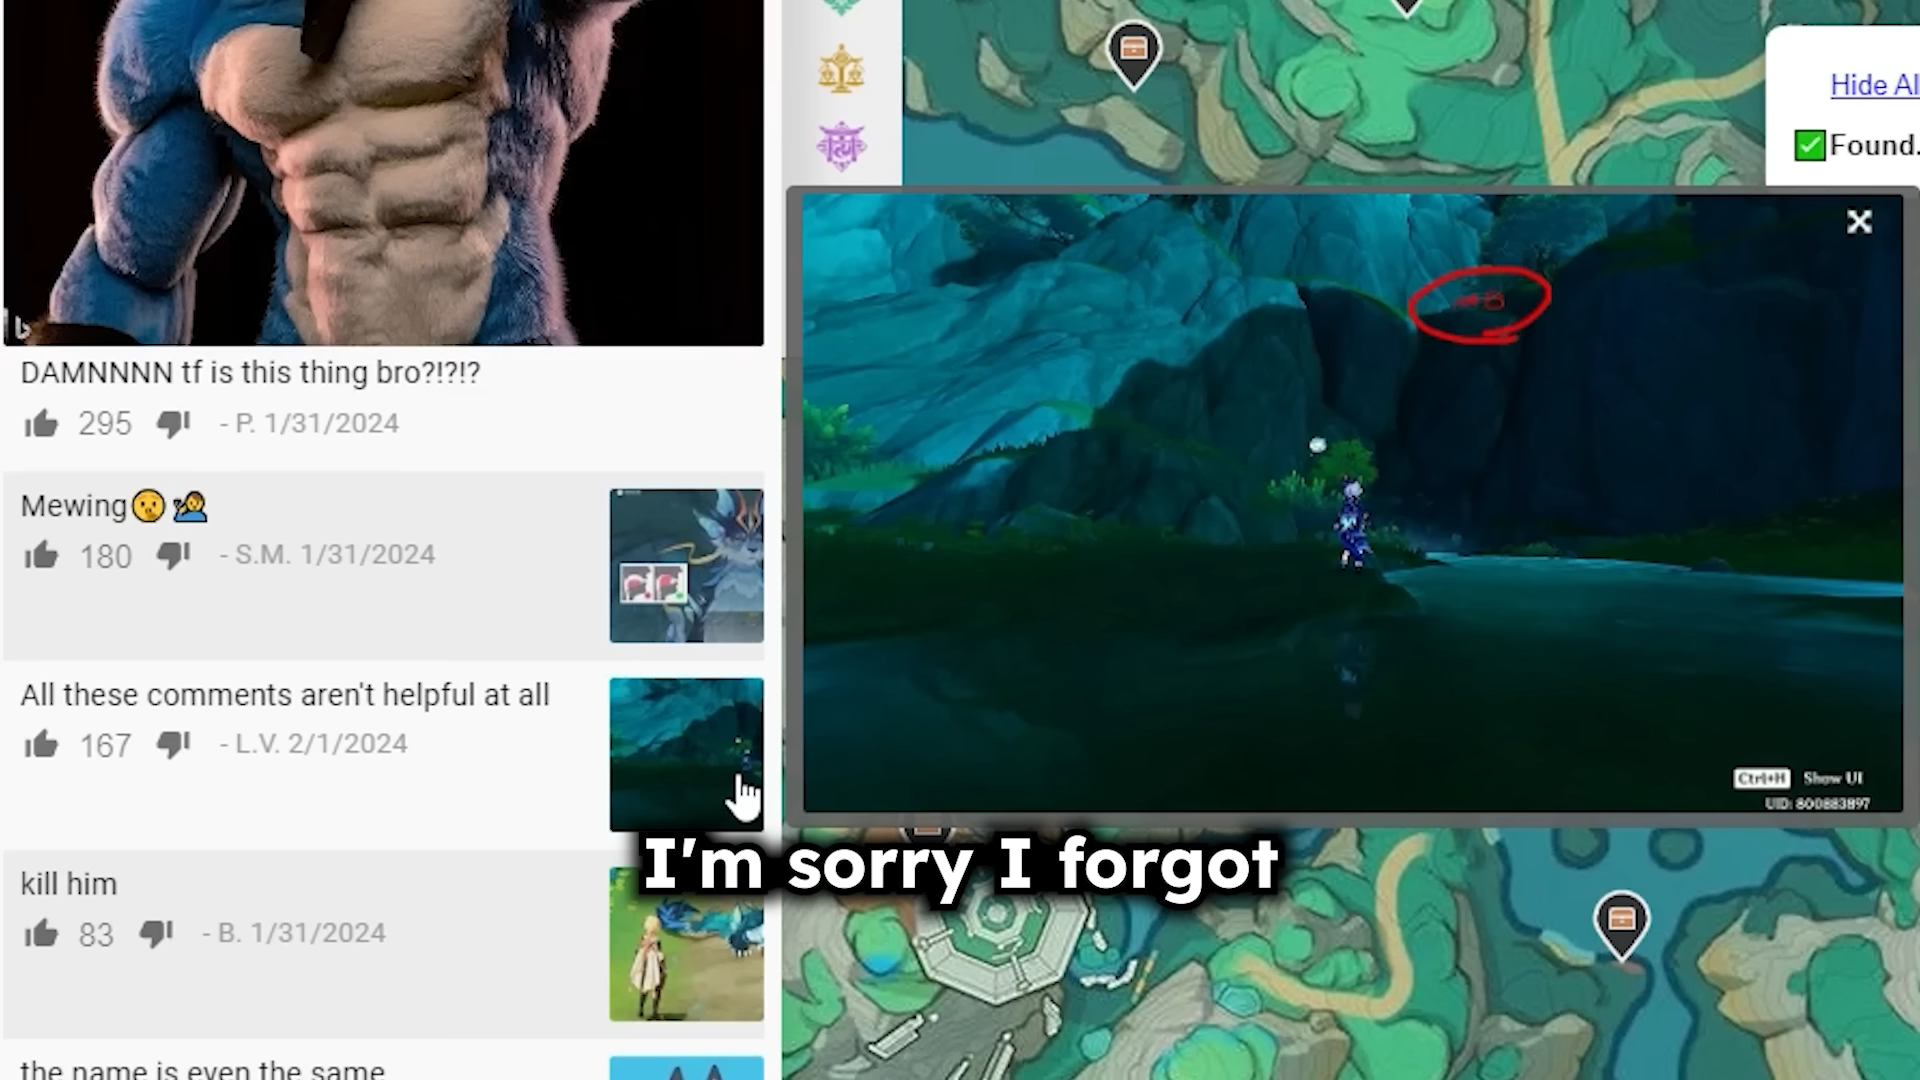 DAMNNNN tf is this thing bro?!?!?
295 - P. 1/31/2024
Mewing🤫🧏
180 - S.M. 1/31/2024
All these comments aren't helpful at all
167 - L.V. 2/1/2024
kill him
83 - B. 1/31/2024
the name is even the same
Hide Al
Found.
Ctrl+H Show UI
UID: 800883897
I'm sorry I forgot